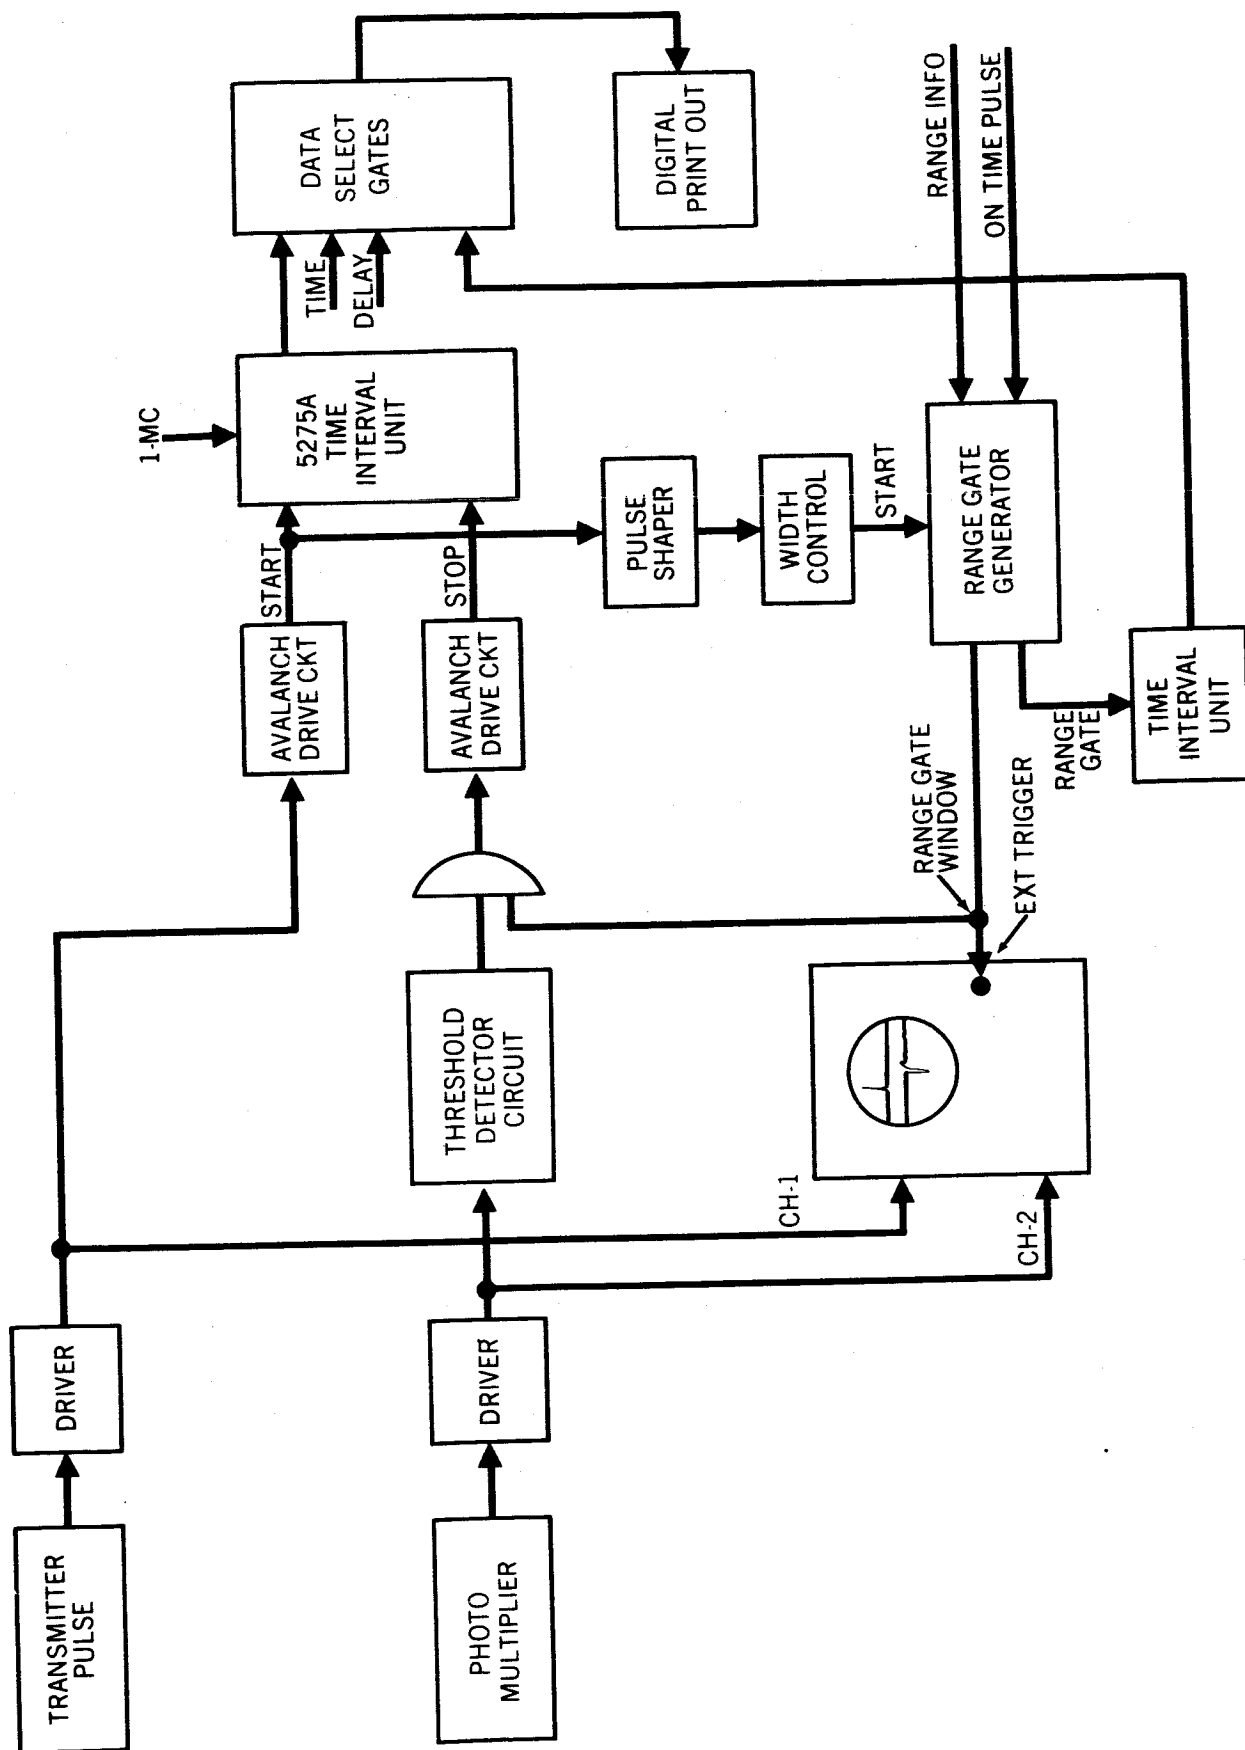 TRANSMITTER
PULSE
DRIVER
AVALANCH
DRIVE CKT
START
1-MC
5275A
TIME
INTERVAL
UNIT
TIME
DELAY
DATA
SELECT
GATES
PHOTO
MULTIPLIER
DRIVER
THRESHOLD
DETECTOR
CIRCUIT
AVALANCH
DRIVE CKT
STOP
PULSE
SHAPER
DIGITAL
PRINT OUT
WIDTH
CONTROL
START
CH-1
CH-2
RANGE GATE
WINDOW
EXT TRIGGER
RANGE GATE
GENERATOR
RANGE INFO
ON TIME PULSE
RANGE
GATE
TIME
INTERVAL
UNIT